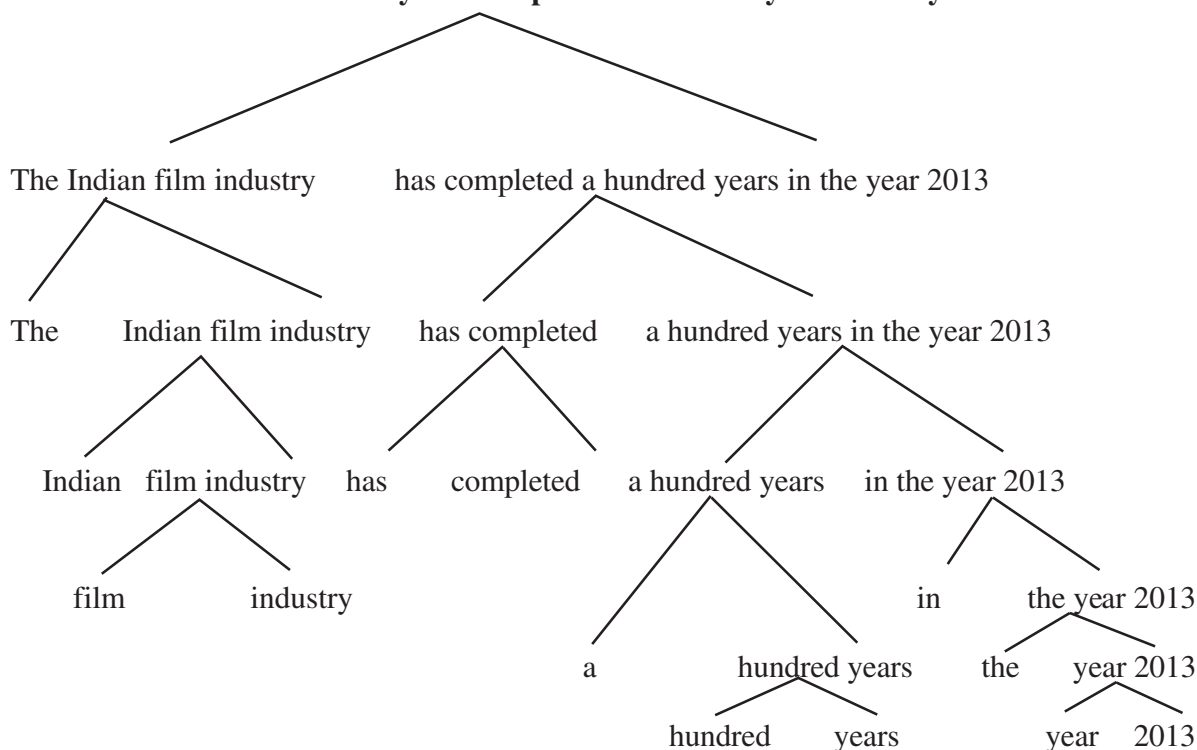 The Indian film industry has completed a hundred years in the year 2013
The Indian film industry has completed a hundred years in the year 2013
Indian film industry has completed a hundred years in the year 2013
film industry in the year 2013
a hundred years the year 2013
hundred years year 2013